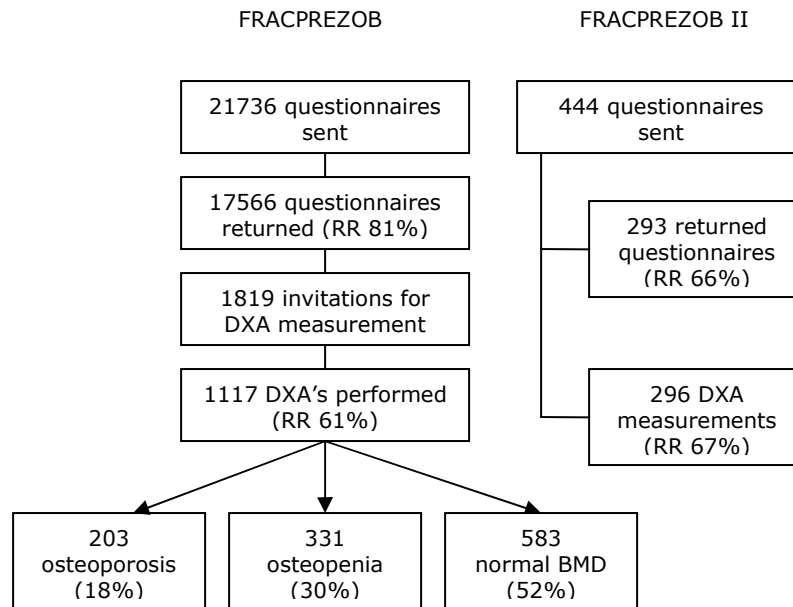 FRACPREZOB
FRACPREZOB II
21736 questionnaires
sent
444 questionnaires
sent
17566 questionnaires
returned (RR 81%)
293 returned
questionnaires
(RR 66%)
1819 invitations for
DXA measurement
1117 DXA's performed
(RR 61%)
296 DXA
measurements
(RR 67%)
203
osteoporosis
(18%)
331
osteopenia
(30%)
583
normal BMD
(52%)